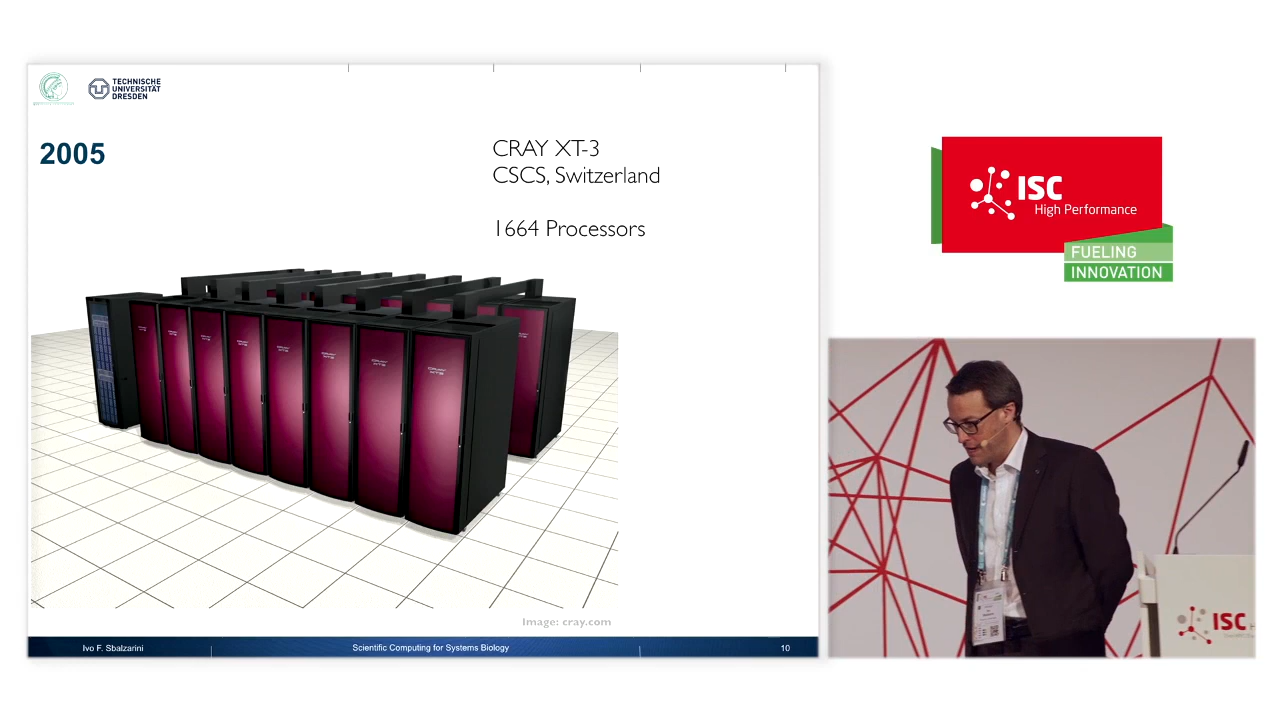 TECHNISCHE
UNIVERSITÄT
DRESDEN
2005
CRAY XT-3
CSCS, Switzerland
1664 Processors
Image: cray.com
Ivo F. Sbalzarini
Scientific Computing for Systems Biology
10
ISC
High Performance
FUELING
INNOVATION
ISC